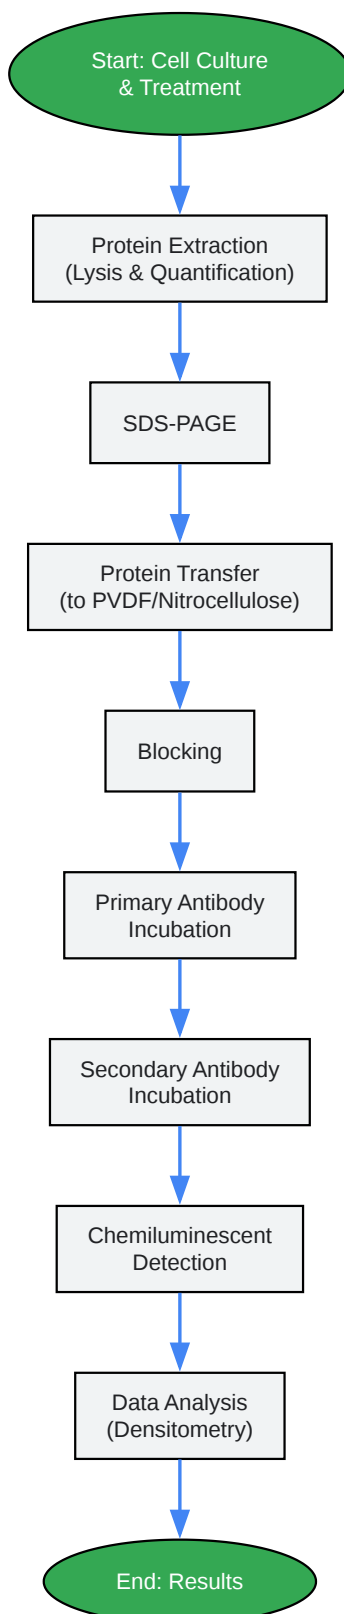 Start: Cell Culture
& Treatment
Protein Extraction
(Lysis & Quantification)
SDS-PAGE
Protein Transfer
(to PVDF/Nitrocellulose)
Blocking
Primary Antibody
Incubation
Secondary Antibody
Incubation
Chemiluminescent
Detection
Data Analysis
(Densitometry)
End: Results